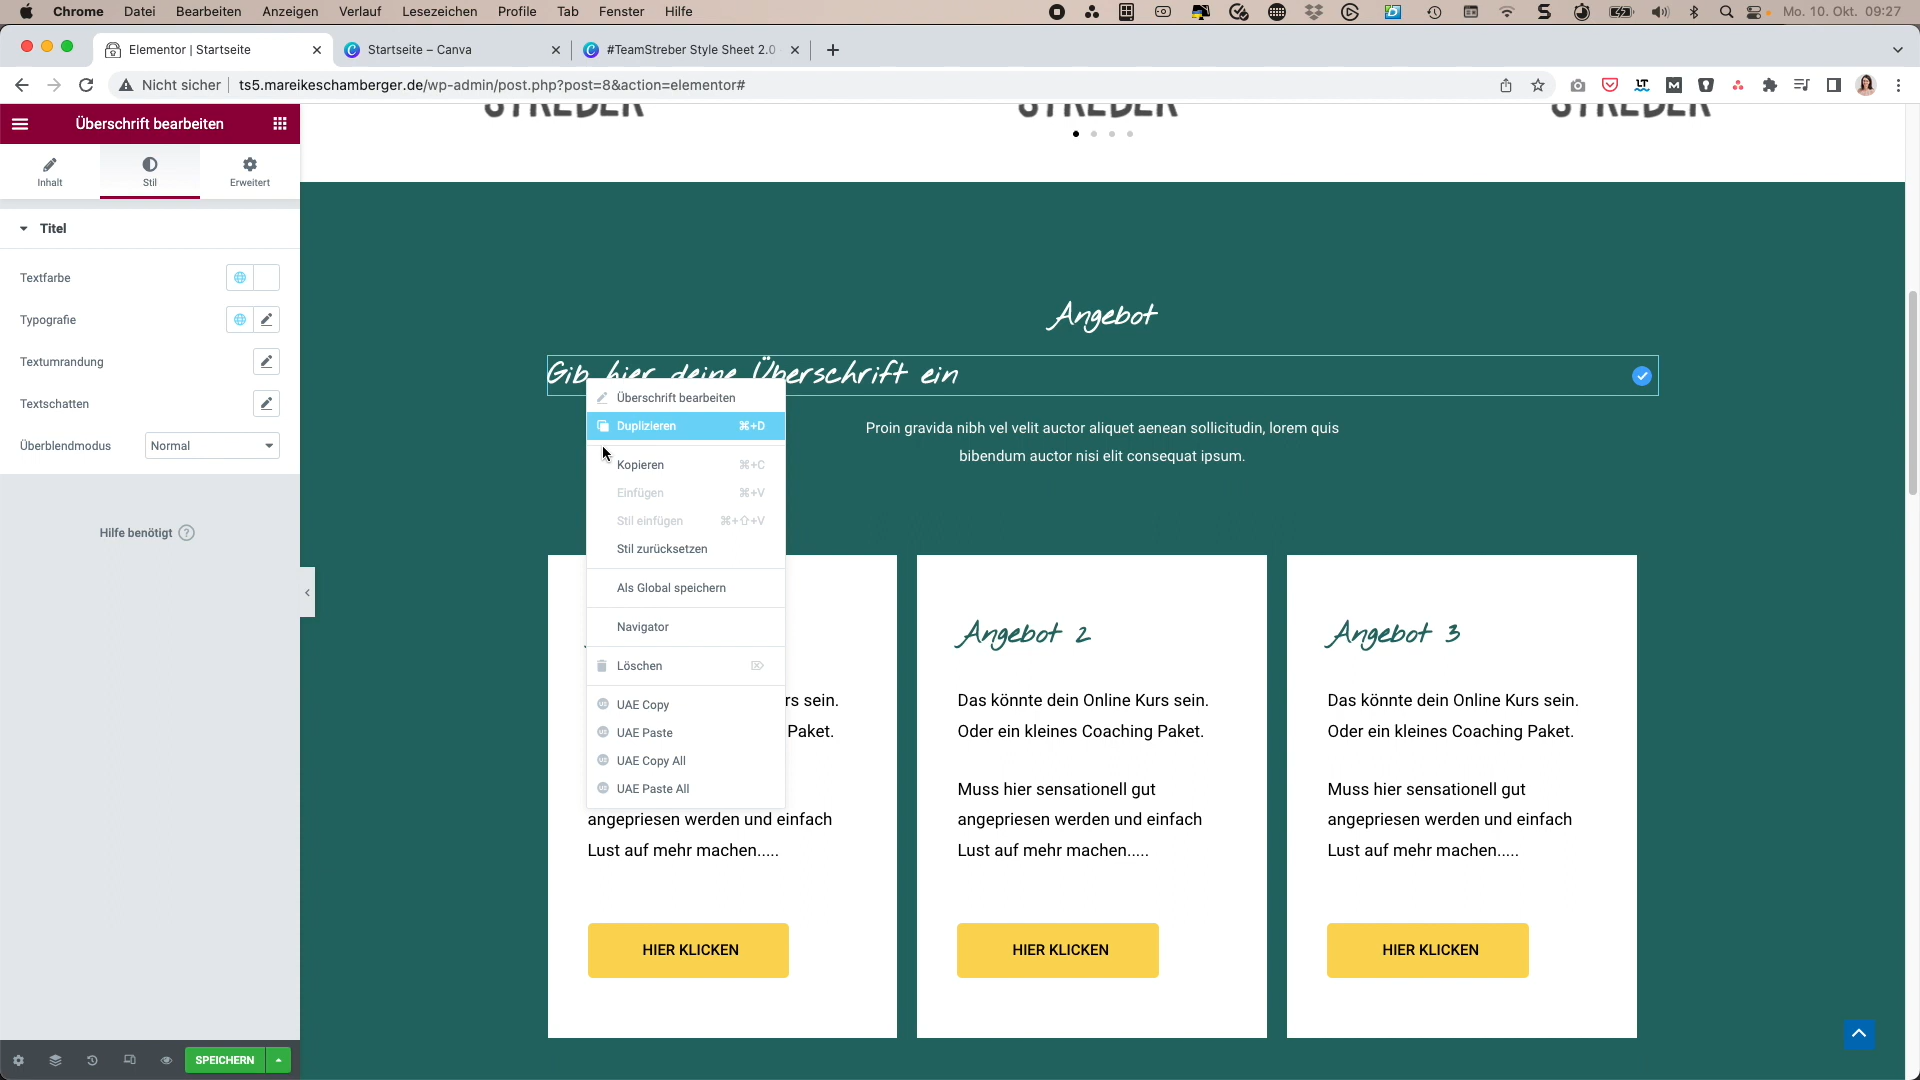 Chrome Datei Bearbeiten Anzeigen Verlauf Lesezeichen Profile Tab Fenster Hilfe
Mo. 10. Okt. 09:27
Elementor | Startseite
Startseite – Canva
#TeamStreber Style Sheet 2.0
Nicht sicher ts5.mareikeschamberger.de/wp-admin/post.php?post=8&action=elementor#
Überschrift bearbeiten
Inhalt
Stil
Erweitert
Titel
Textfarbe
Typografie
Textumrandung
Textschatten
Überblendmodus Normal
Hilfe benötigt ?
SPEICHERN
STREBER STREBER STREBER
Angebot
Gib hier deine Überschrift ein
Proin gravida nibh vel velit auctor aliquet aenean sollicitudin, lorem quis
bibendum auctor nisi elit consequat ipsum.
Überschrift bearbeiten
Duplizieren ⌘+D
Kopieren ⌘+C
Einfügen ⌘+V
Stil einfügen ⌘+⇧+V
Stil zurücksetzen
Als Global speichern
Navigator
Löschen ⌦
UAE Copy
UAE Paste
UAE Copy All
UAE Paste All
rs sein.
Paket.
angepriesen werden und einfach
Lust auf mehr machen.....
HIER KLICKEN
Angebot 2
Das könnte dein Online Kurs sein.
Oder ein kleines Coaching Paket.
Muss hier sensationell gut
angepriesen werden und einfach
Lust auf mehr machen.....
HIER KLICKEN
Angebot 3
Das könnte dein Online Kurs sein.
Oder ein kleines Coaching Paket.
Muss hier sensationell gut
angepriesen werden und einfach
Lust auf mehr machen.....
HIER KLICKEN